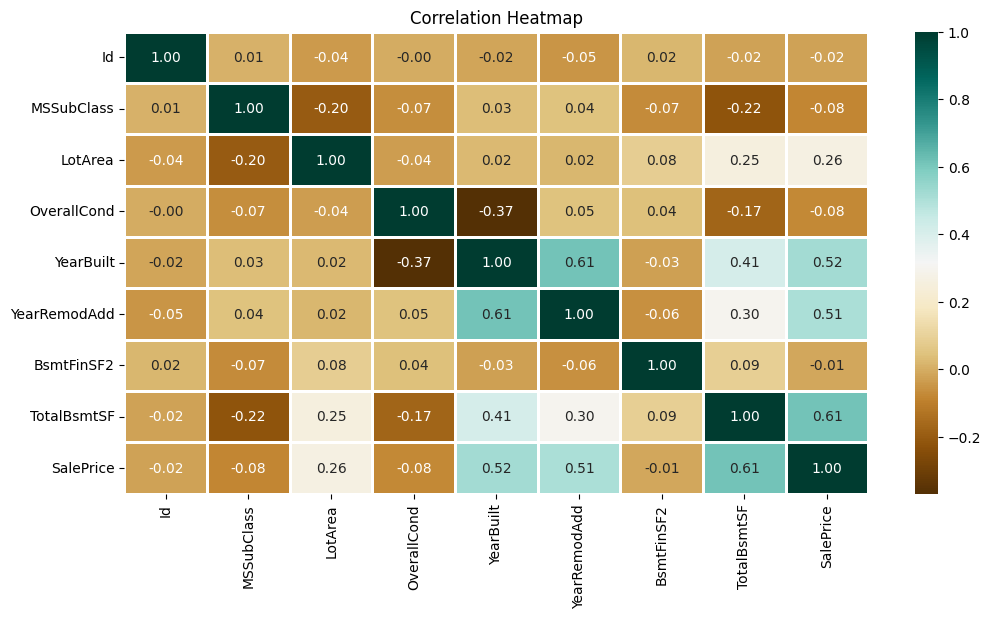 Correlation Heatmap
Id 1.00 0.01 -0.04 -0.00 -0.02 -0.05 0.02 -0.02 -0.02
MSSubClass 0.01 1.00 -0.20 -0.07 0.03 0.04 -0.07 -0.22 -0.08
LotArea -0.04 -0.20 1.00 -0.04 0.02 0.02 0.08 0.25 0.26
OverallCond -0.00 -0.07 -0.04 1.00 -0.37 0.05 0.04 -0.17 -0.08
YearBuilt -0.02 0.03 0.02 -0.37 1.00 0.61 -0.03 0.41 0.52
YearRemodAdd -0.05 0.04 0.02 0.05 0.61 1.00 -0.06 0.30 0.51
BsmtFinSF2 0.02 -0.07 0.08 0.04 -0.03 -0.06 1.00 0.09 -0.01
TotalBsmtSF -0.02 -0.22 0.25 -0.17 0.41 0.30 0.09 1.00 0.61
SalePrice -0.02 -0.08 0.26 -0.08 0.52 0.51 -0.01 0.61 1.00
Id
MSSubClass
LotArea
OverallCond
YearBuilt
YearRemodAdd
BsmtFinSF2
TotalBsmtSF
SalePrice
1.0
0.8
0.6
0.4
0.2
0.0
−0.2